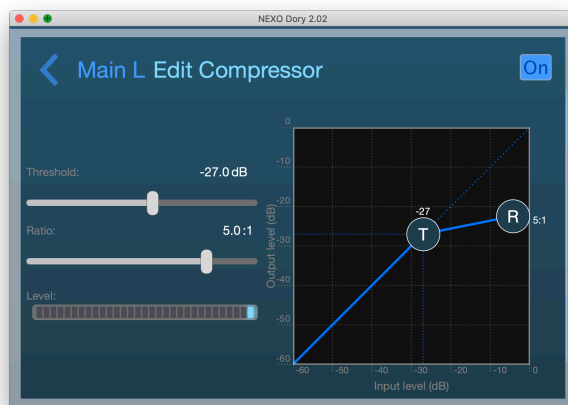 NEXO Dory 2.02
Main L Edit Compressor
On
Threshold:
-27.0 dB
Ratio:
5.0:1
Level:
Output level (dB)
0
-10
-20
-30
-40
-50
-60
-27
T
R
5:1
-60
-50
-40
-30
-20
-10
0
Input level (dB)